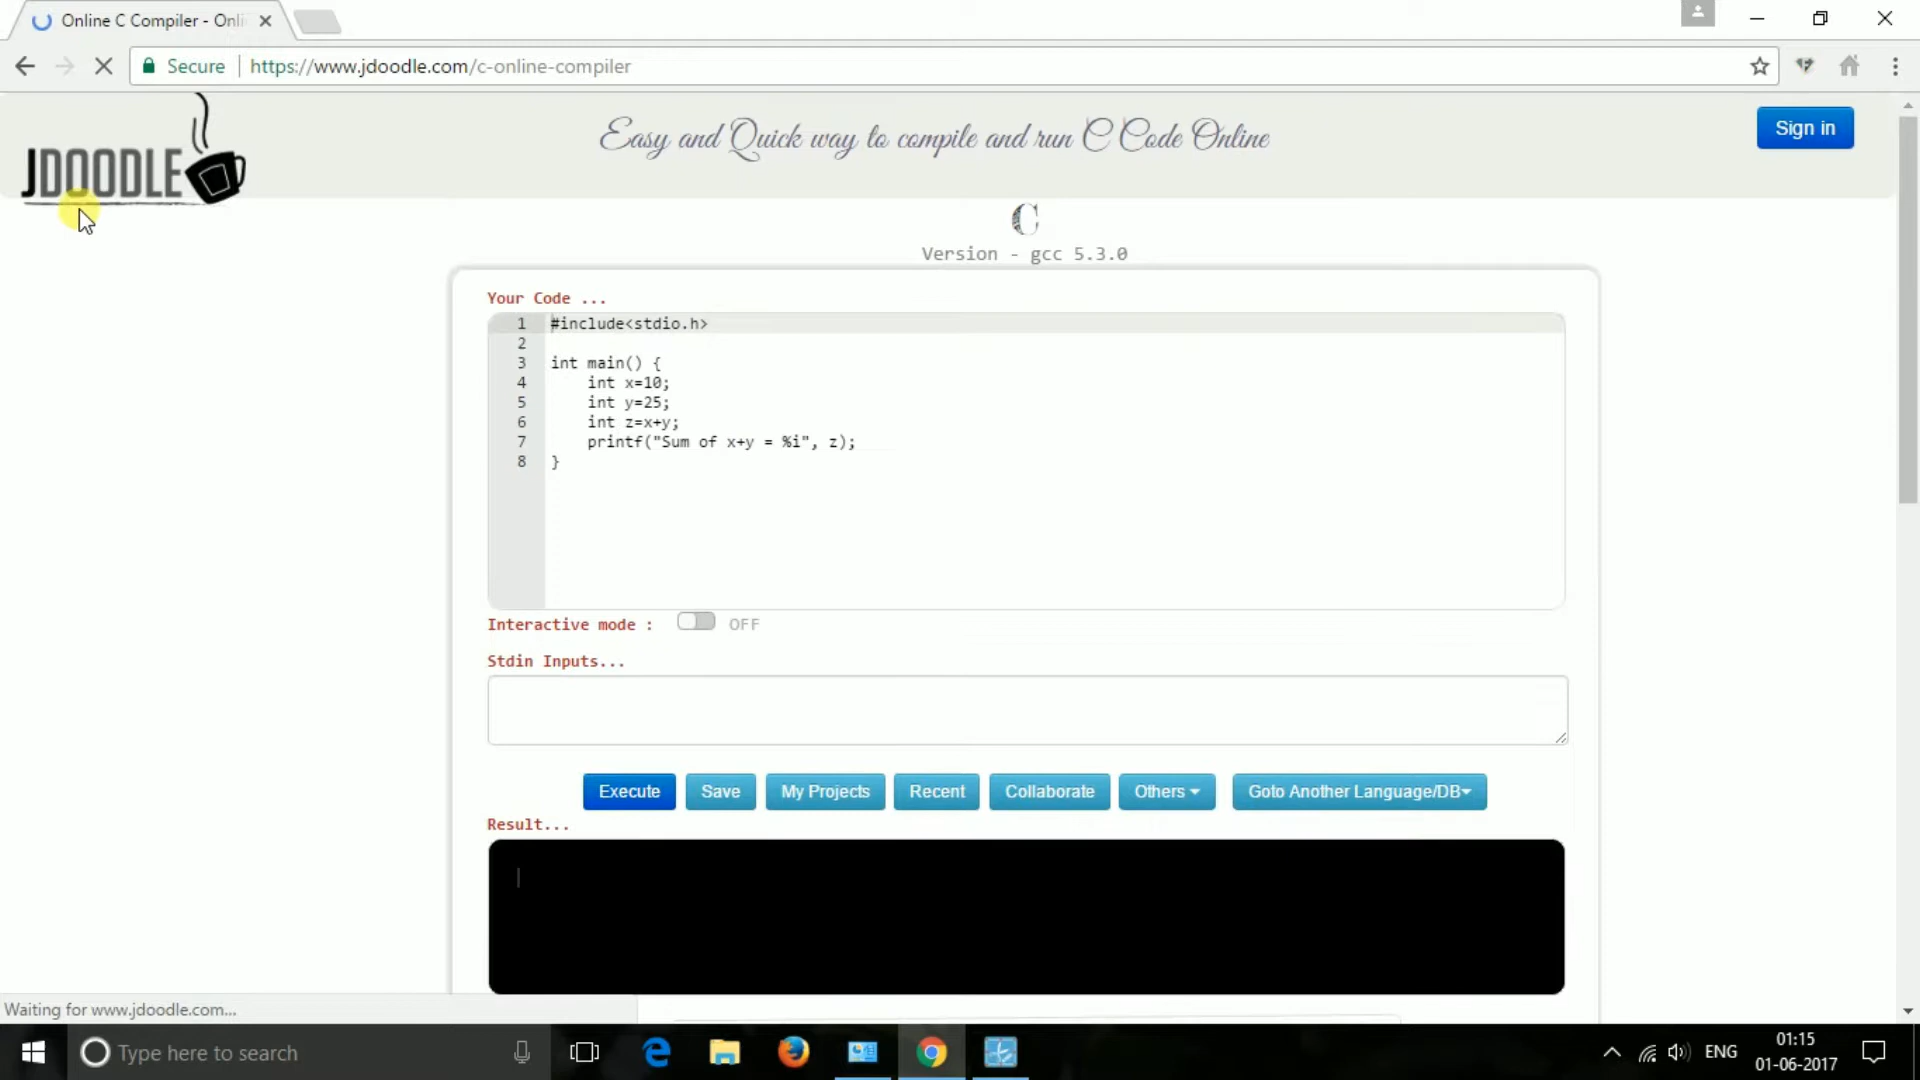 Online C Compiler - Onli
Secure
https://www.jdoodle.com/c-online-compiler
JDOODLE
Easy and Quick way to compile and run C Code Online
Sign in
C
Version - gcc 5.3.0
Your Code ...
1 #include<stdio.h>
2
3 int main() {
4 int x=10;
5 int y=25;
6 int z=x+y;
7 printf("Sum of x+y = %i", z);
8 }
Interactive mode : OFF
Stdin Inputs...
Execute Save My Projects Recent Collaborate Others Goto Another Language/DB
Result...
Waiting for www.jdoodle.com...
Type here to search
ENG
01:15
01-06-2017